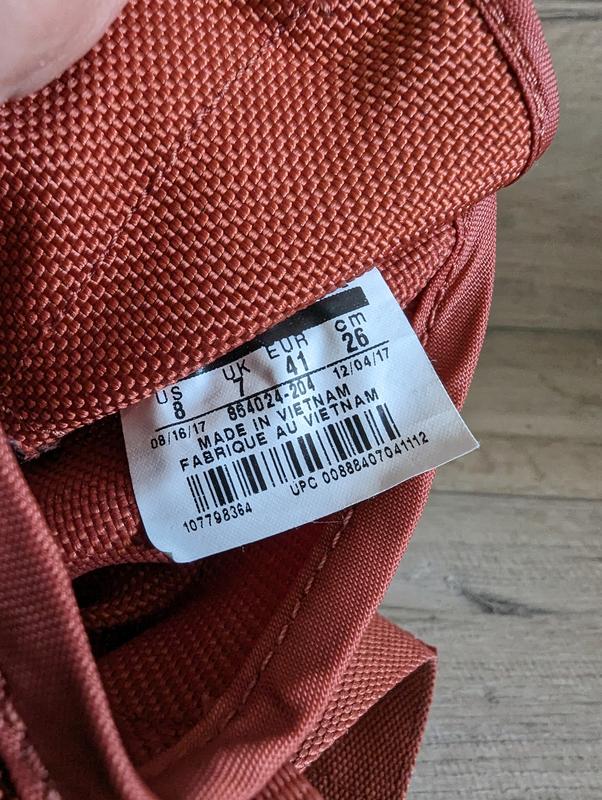 US UK EUR cm
8 7 41 26
08/16/17 864024-204 12/04/17
MADE IN VIETNAM
FABRIQUE AU VIETNAM
107798364 UPC 00888407041112